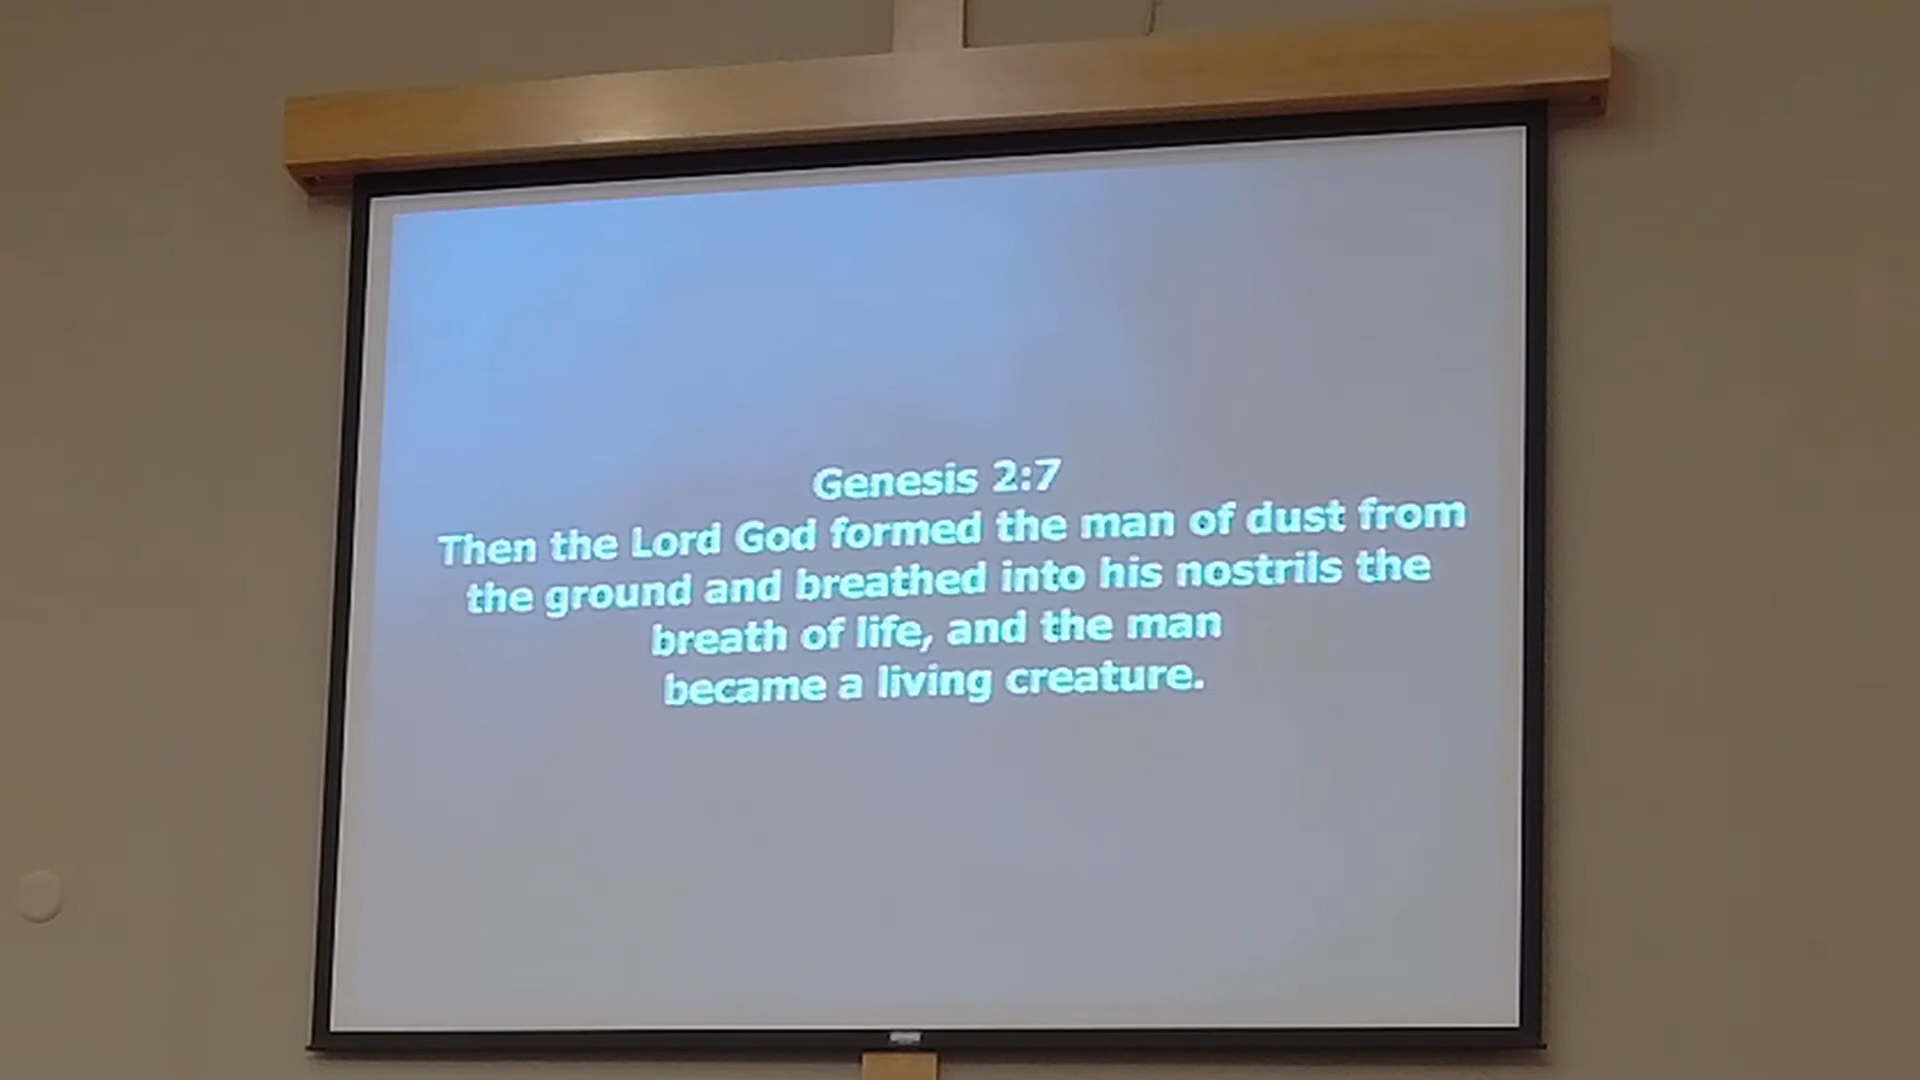 Genesis 2:7
Then the Lord God formed the man of dust from
the ground and breathed into his nostrils the
breath of life, and the man
became a living creature.